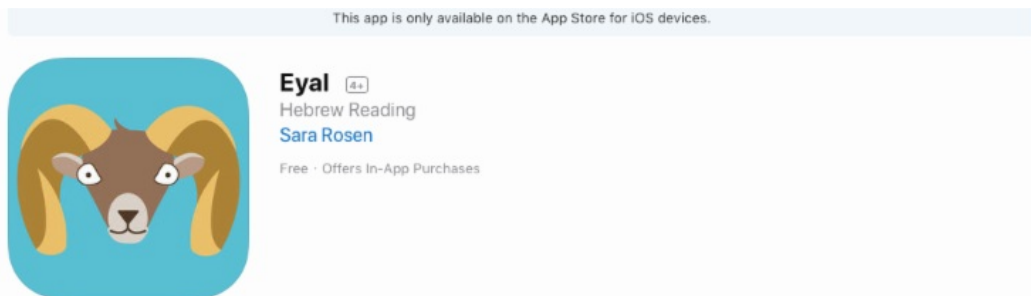 This app is only available on the App Store for iOS devices.
Eyal 4+
Hebrew Reading
Sara Rosen
Free · Offers In-App Purchases